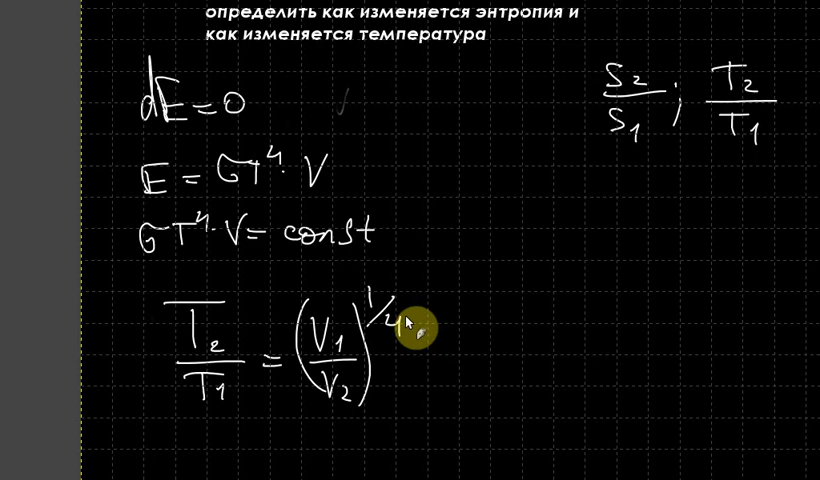 определить как изменяется энтропия и
как изменяется температура
dE = 0
S₂/S₁ ; T₂/T₁
E = σT⁴·V
σT⁴·V = const
T₂/T₁ = (V₁/V₂)^1/4